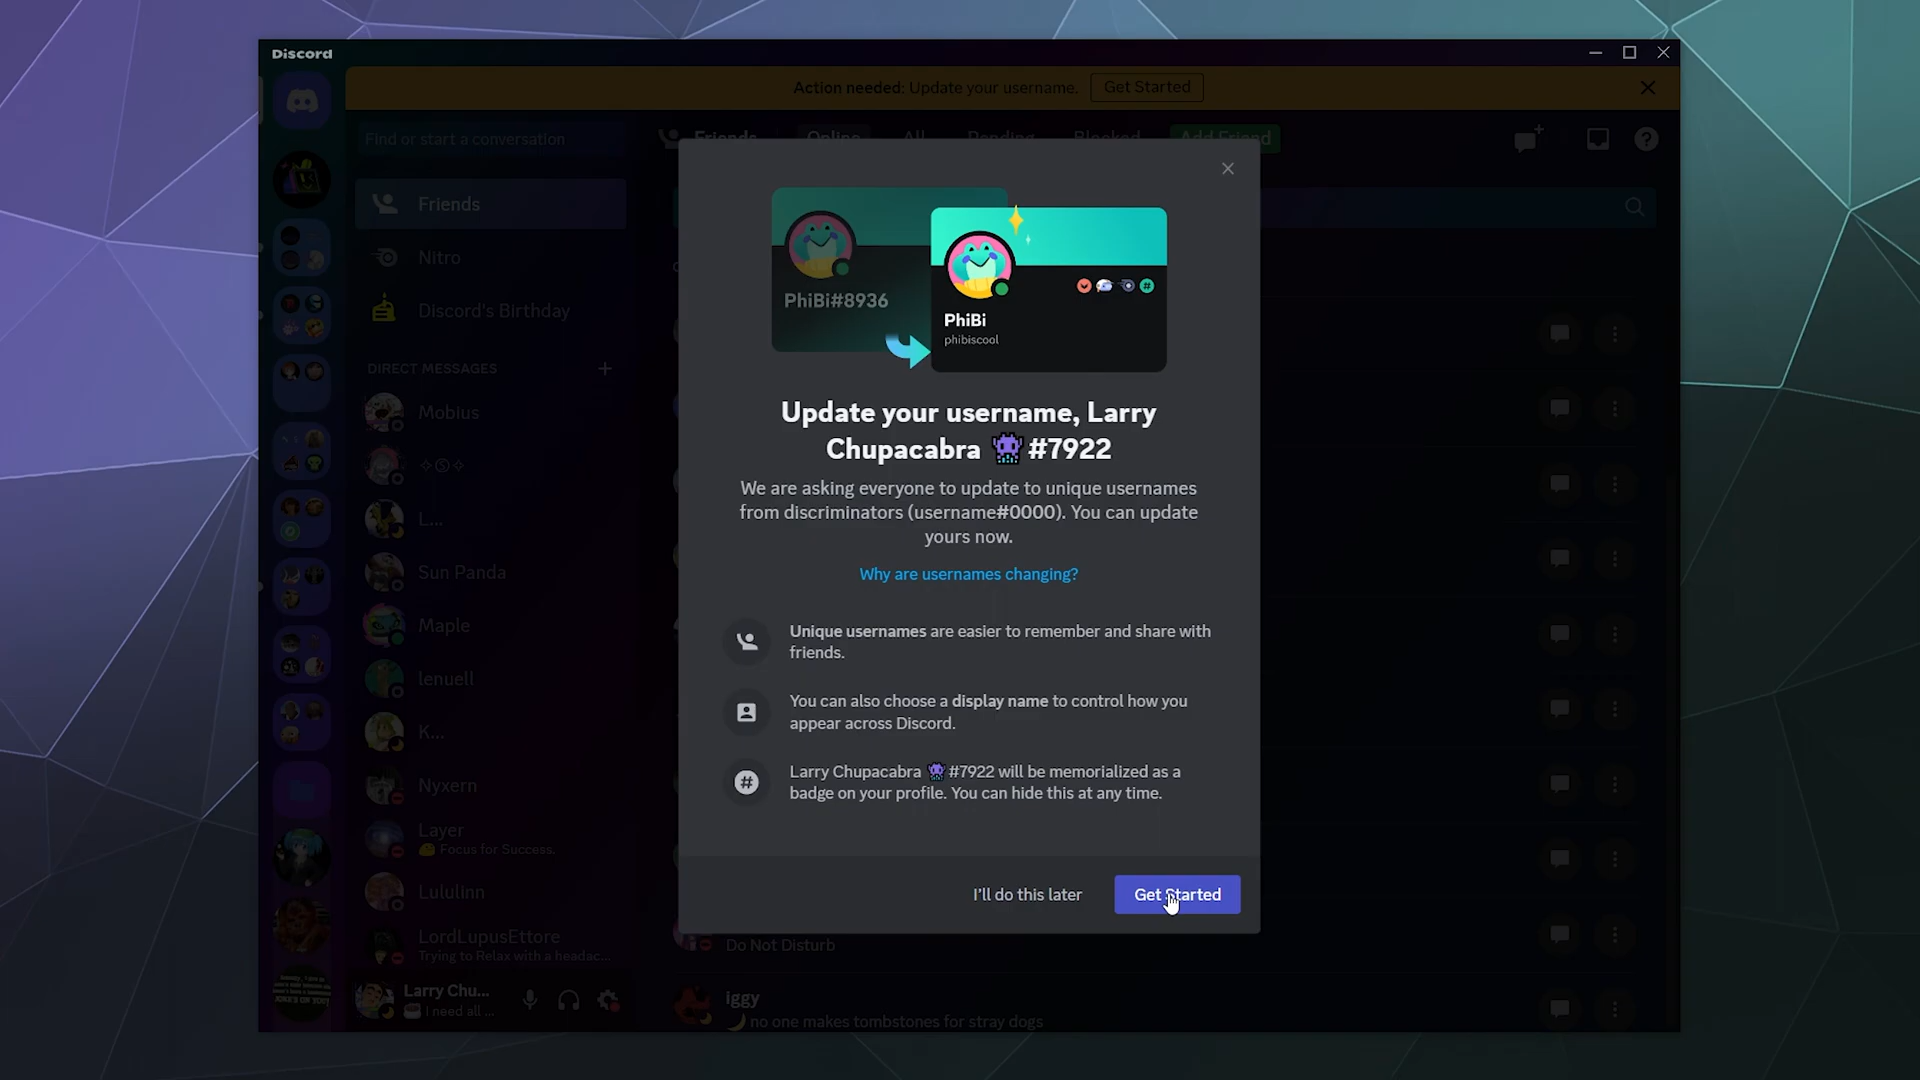 Discord
Action needed: Update your username. Get Started
Find or start a conversation
Friends Online All Pending Blocked Add Friend
Friends
Nitro
Discord's Birthday
DIRECT MESSAGES
Mobius
✧Ⓢ✧
L...
Sun Panda
Maple
lenuell
K...
Nyxern
Layer
Focus for Success.
Lululinn
LordLupusEttore
Trying to Relax with a headac...
Larry Chu...
I need all ...
PhiBi#8936
PhiBi
phibiscool
Update your username, Larry
Chupacabra 👾#7922
We are asking everyone to update to unique usernames
from discriminators (username#0000). You can update
yours now.
Why are usernames changing?
Unique usernames are easier to remember and share with
friends.
You can also choose a display name to control how you
appear across Discord.
Larry Chupacabra 👾#7922 will be memorialized as a
badge on your profile. You can hide this at any time.
I'll do this later Get Started
Do Not Disturb
iggy
🌙 no one makes tombstones for stray dogs